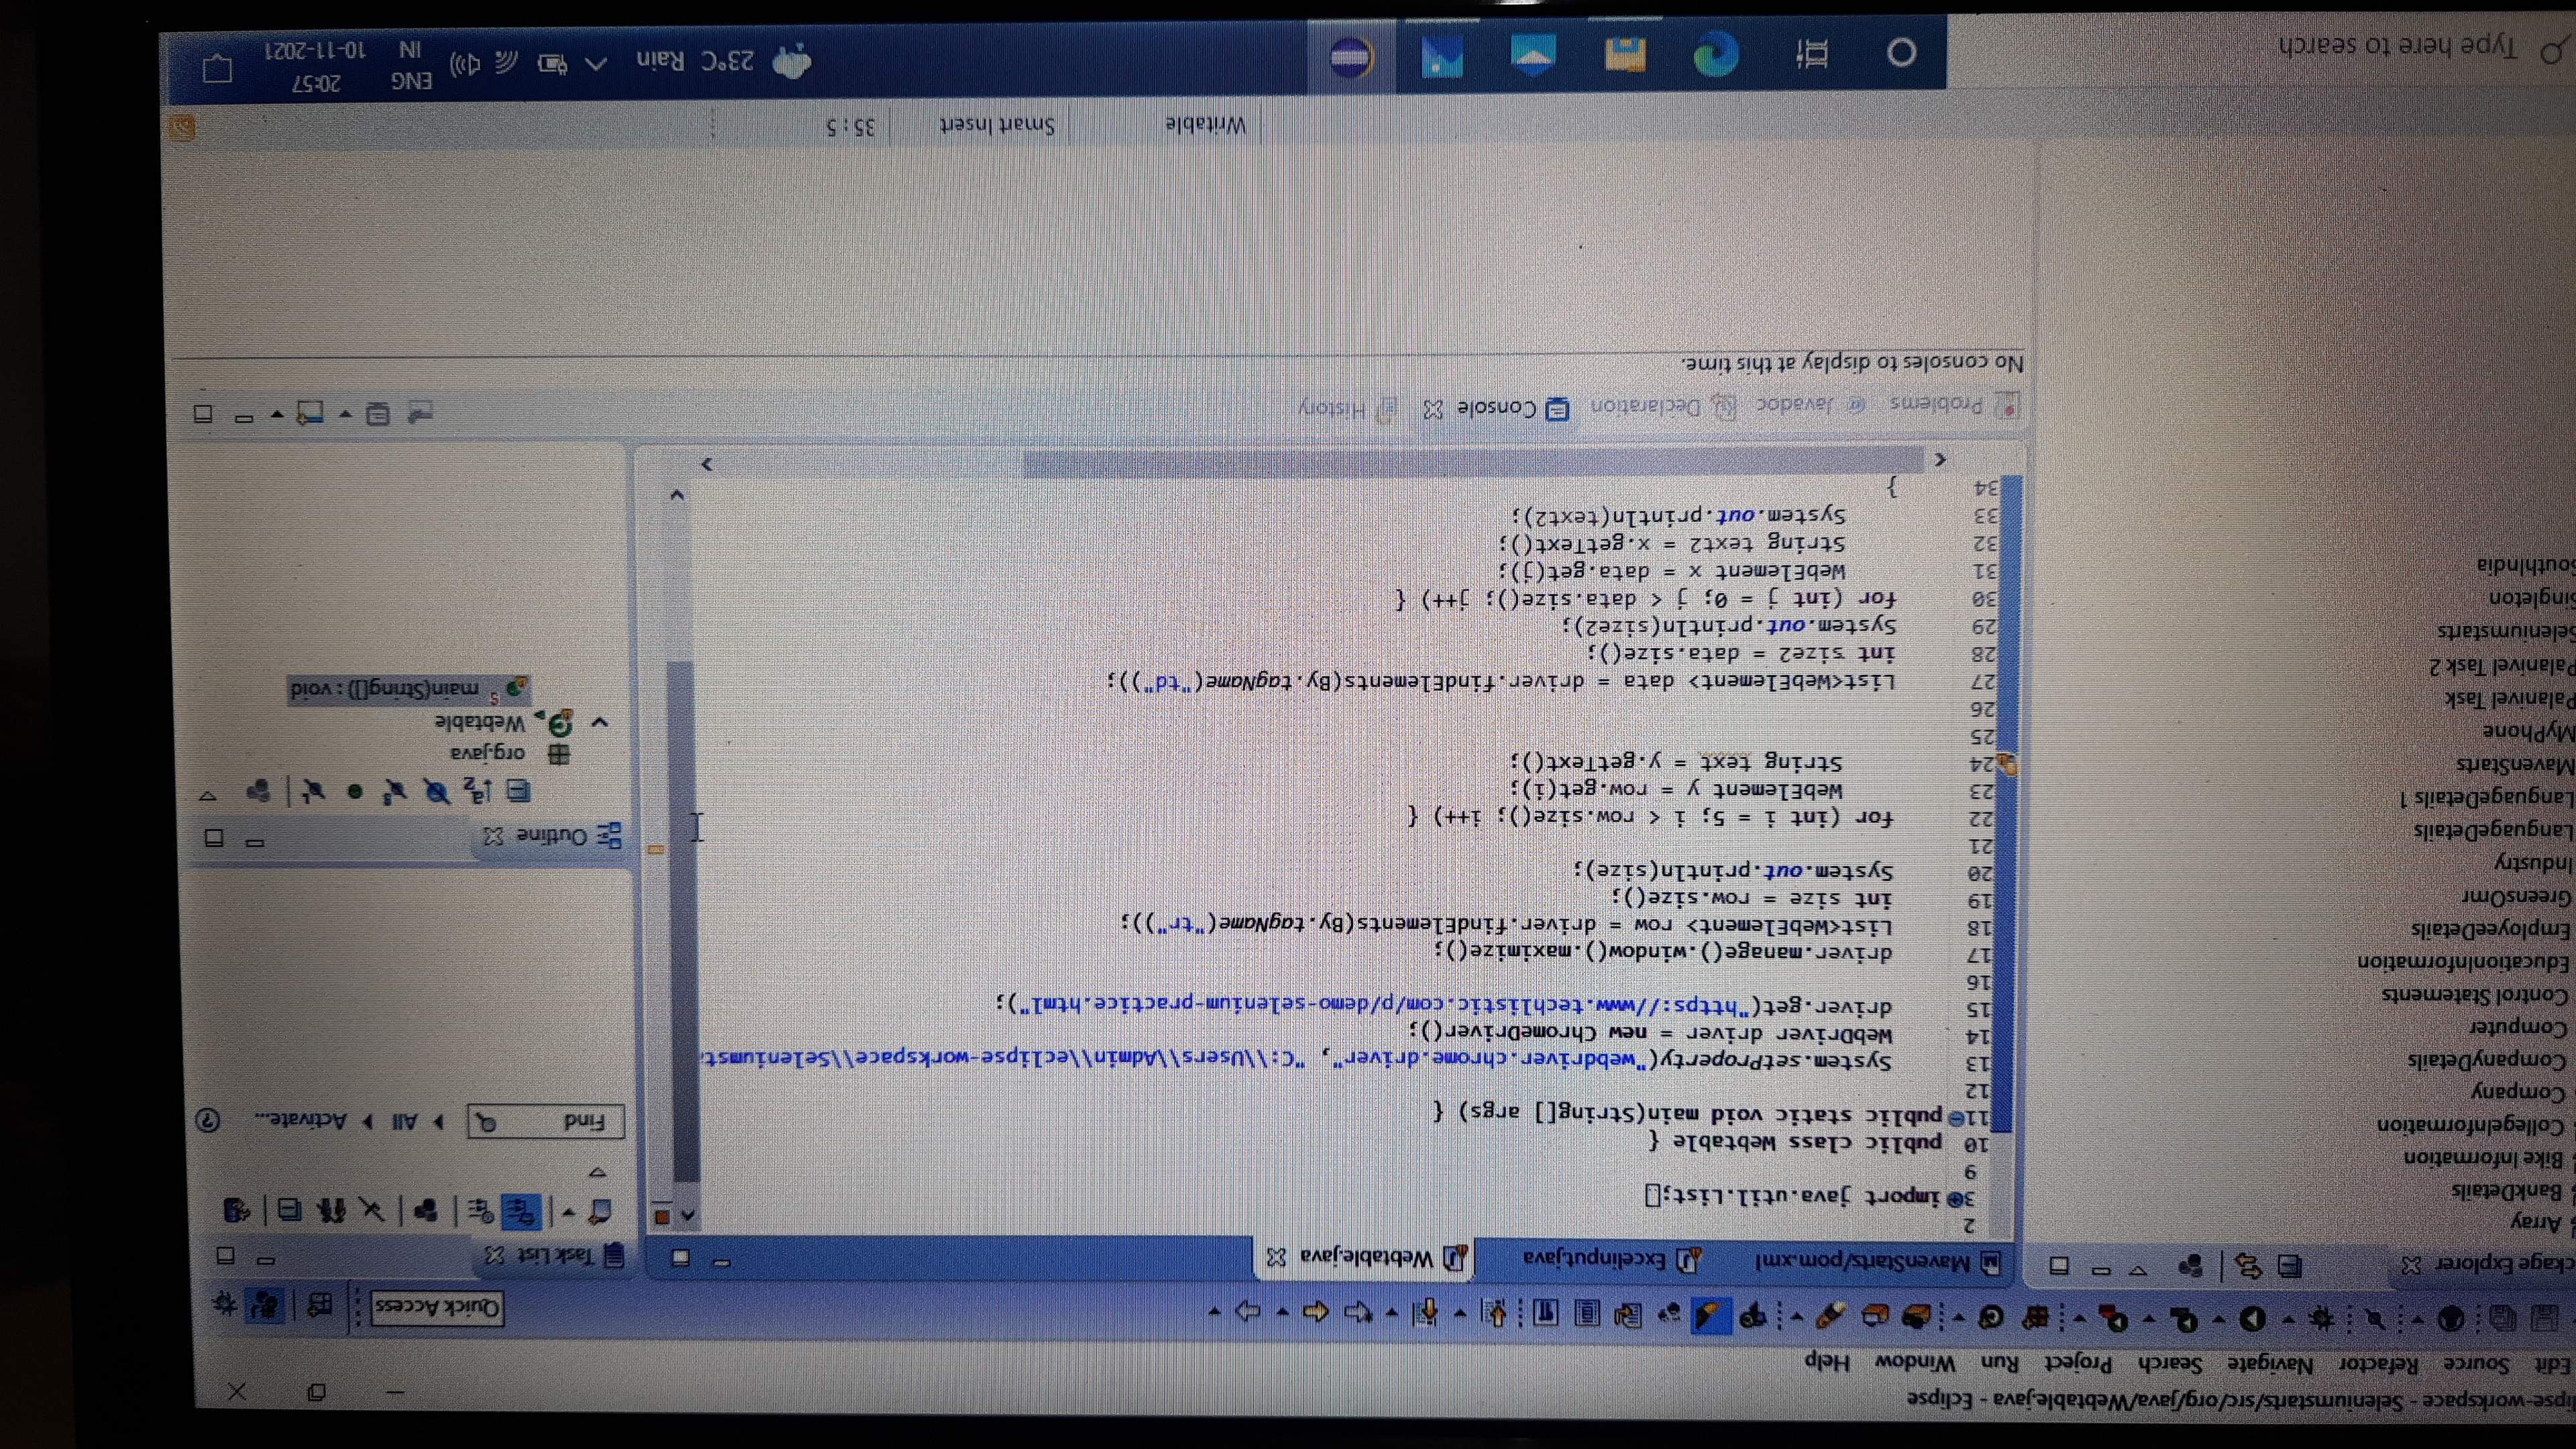 lipse-workspace - Seleniumstarts/src/org/java/Webtable.java - Eclipse
Edit Source Refactor Navigate Search Project Run Window Help
Quick Access
ckage Explorer
Array
BankDetails
Bike Information
CollegeInformation
Company
CompanyDetails
Computer
Control Statements
EducationInformation
EmployeeDetails
GreensOmr
Industry
LanguageDetails
LanguageDetails 1
MavenStarts
MyPhone
Palanivel Task
Palanivel Task 2
Seleniumstarts
Singleton
SouthIndia
MavenStarts/pom.xml Excelinput.java Webtable.java
2
3 import java.util.List;
9
10 public class Webtable {
11 public static void main(String[] args) {
12
13 System.setProperty("webdriver.chrome.driver", "C:\\Users\\Admin\\eclipse-workspace\\Seleniumst
14 WebDriver driver = new ChromeDriver();
15 driver.get("https://www.techlistic.com/p/demo-selenium-practice.html");
16
17 driver.manage().window().maximize();
18 List<WebElement> row = driver.findElements(By.tagName("tr"));
19 int size = row.size();
20 System.out.println(size);
21
22 for (int i = 5; i < row.size(); i++) {
23 WebElement y = row.get(i);
24 String text = y.getText();
25
26
27 List<WebElement> data = driver.findElements(By.tagName("td"));
28 int size2 = data.size();
29 System.out.println(size2);
30 for (int j = 0; j < data.size(); j++) {
31 WebElement x = data.get(j);
32 String text2 = x.getText();
33 System.out.println(text2);
34 }
Task List
Find All Activate...
Outline
org.java
Webtable
main(String[]) : void
Problems @ Javadoc Declaration Console History
No consoles to display at this time.
Writable Smart Insert 35 : 5
Type here to search
23°C Rain
ENG
IN
20:57
10-11-2021